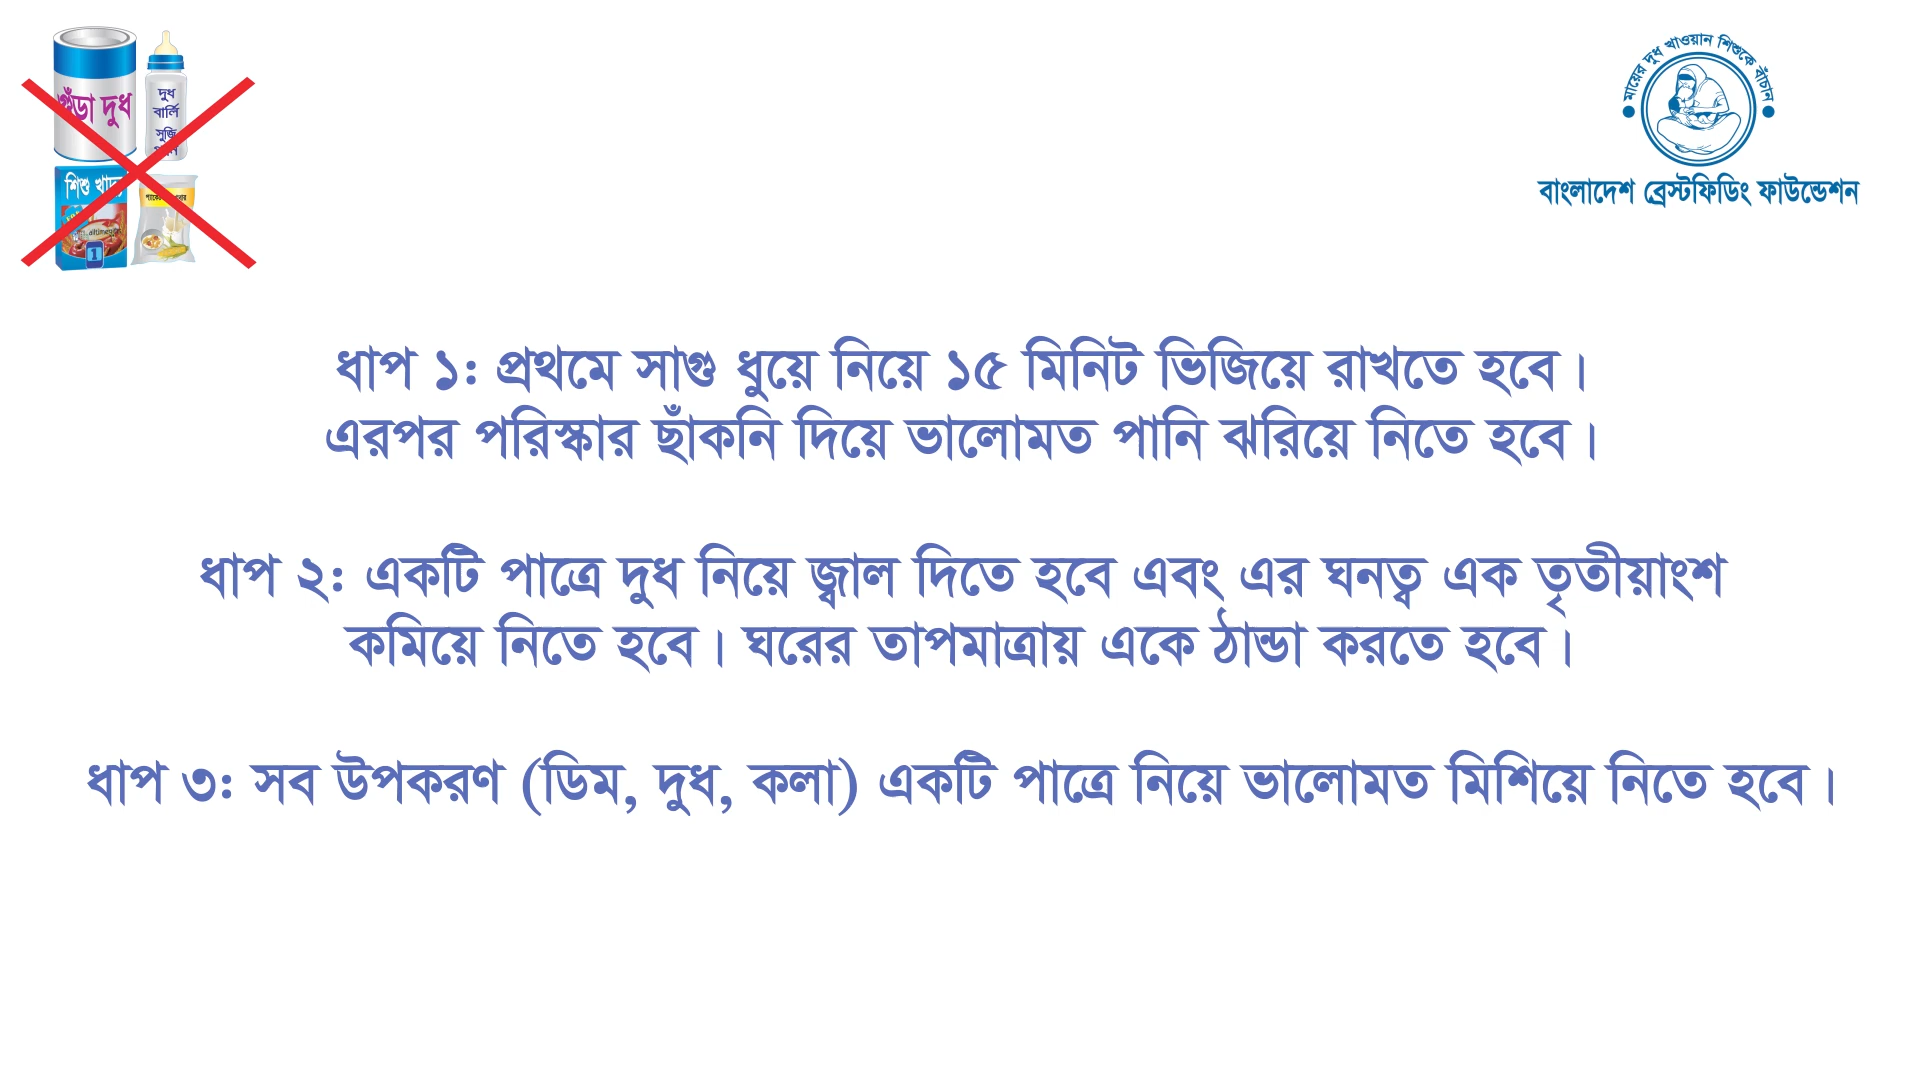 গুঁড়া দুধ
দুধ
বার্লি
সুজি
শিশু খাদ্য
1
মায়ের দুধ খাওয়ান শিশুকে বাঁচান
বাংলাদেশ ব্রেস্টফিডিং ফাউন্ডেশন
ধাপ ১: প্রথমে সাগু ধুয়ে নিয়ে ১৫ মিনিট ভিজিয়ে রাখতে হবে।
এরপর পরিস্কার ছাঁকনি দিয়ে ভালোমত পানি ঝরিয়ে নিতে হবে।
ধাপ ২: একটি পাত্রে দুধ নিয়ে জ্বাল দিতে হবে এবং এর ঘনত্ব এক তৃতীয়াংশ
কমিয়ে নিতে হবে। ঘরের তাপমাত্রায় একে ঠান্ডা করতে হবে।
ধাপ ৩: সব উপকরণ (ডিম, দুধ, কলা) একটি পাত্রে নিয়ে ভালোমত মিশিয়ে নিতে হবে।